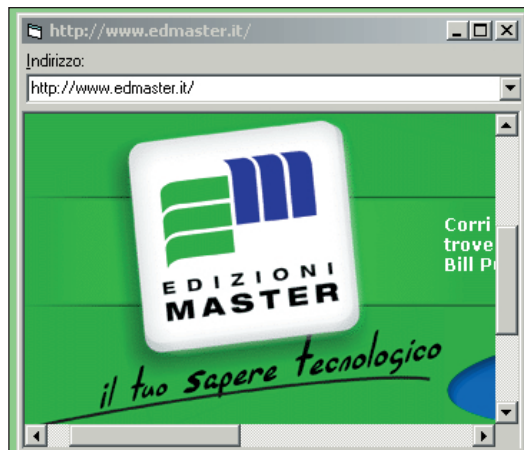 http://www.edmaster.it/
Indirizzo:
http://www.edmaster.it/
Corri
trove
Bill
EDIZIONI
MASTER
il tuo sapere tecnologico